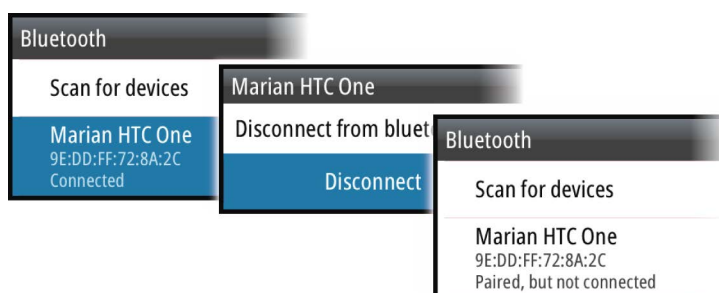 Bluetooth
Scan for devices
Marian HTC One
9E:DD:FF:72:8A:2C
Connected
Marian HTC One
Disconnect from
Disconnect
Bluetooth
Scan for devices
Marian HTC One
9E:DD:FF:72:8A:2C
Paired, but not connected